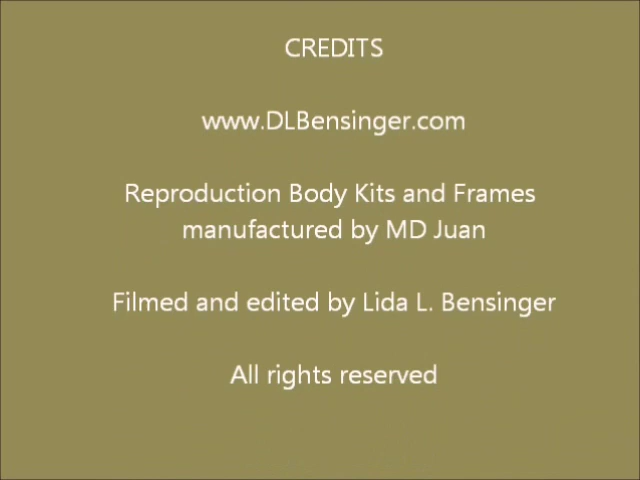 CREDITS
www.DLBensinger.com
Reproduction Body Kits and Frames
manufactured by MD Juan
Filmed and edited by Lida L. Bensinger
All rights reserved